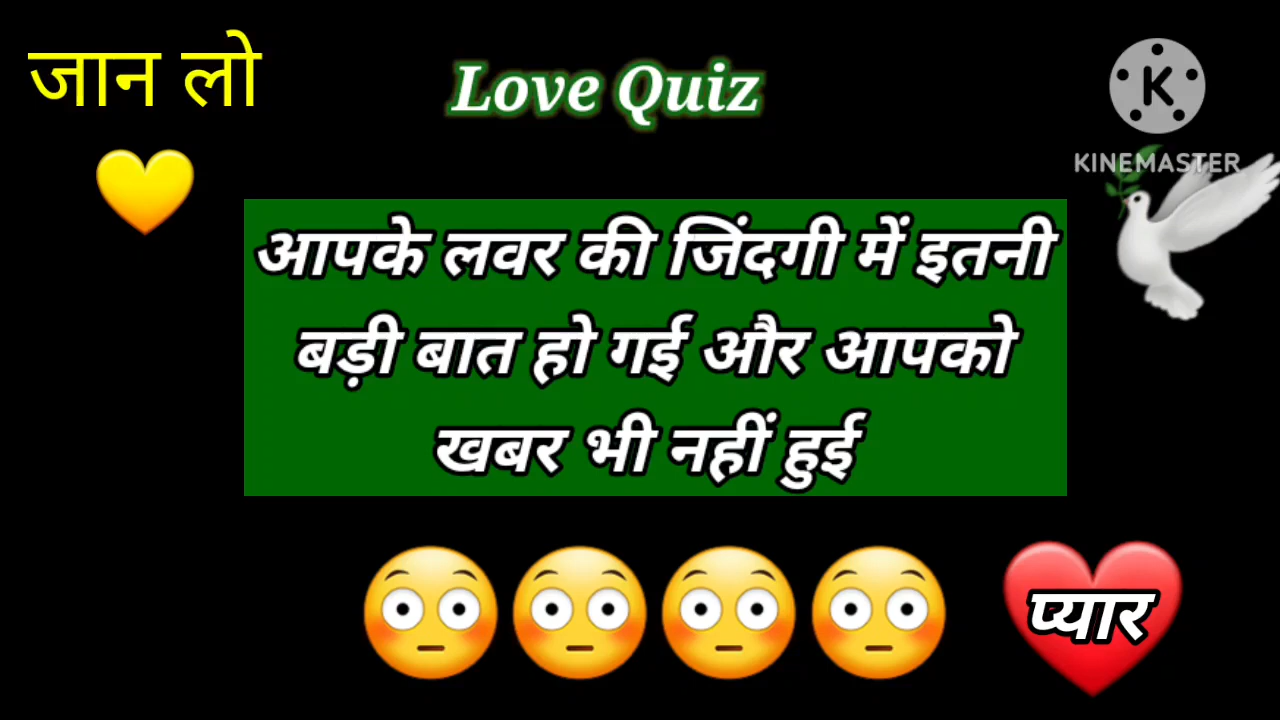 जान लो
Love Quiz
K
KINEMASTER
आपके लवर की जिंदगी में इतनी
बड़ी बात हो गई और आपको
खबर भी नहीं हुई
प्यार